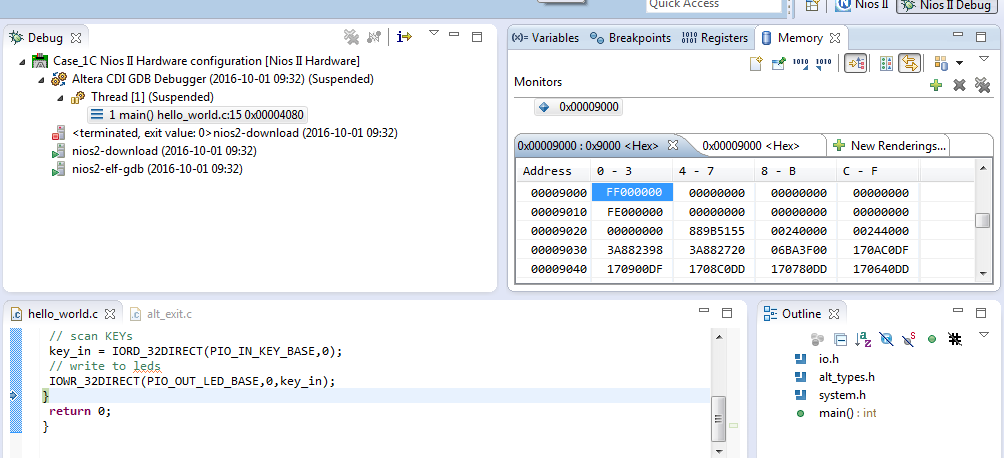 Quick Access
Nios II
Nios II Debug
Debug
Case_1C Nios II Hardware configuration [Nios II Hardware]
Altera CDI GDB Debugger (2016-10-01 09:32) (Suspended)
Thread [1] (Suspended)
1 main() hello_world.c:15 0x00004080
<terminated, exit value: 0>nios2-download (2016-10-01 09:32)
nios2-download (2016-10-01 09:32)
nios2-elf-gdb (2016-10-01 09:32)
(x)= Variables Breakpoints 1010 0101 Registers Memory
Monitors
0x00009000
0x00009000 : 0x9000 <Hex> 0x00009000 <Hex> New Renderings...
Address 0 - 3 4 - 7 8 - B C - F
00009000 FF000000 00000000 00000000 00000000
00009010 FE000000 00000000 00000000 00000000
00009020 00000000 889B5155 00240000 00244000
00009030 3A882398 3A882720 06BA3F00 170AC0DF
00009040 170900DF 1708C0DD 170780DD 170640DD
hello_world.c alt_exit.c
// scan KEYs
key_in = IORD_32DIRECT(PIO_IN_KEY_BASE,0);
// write to leds
IOWR_32DIRECT(PIO_OUT_LED_BASE,0,key_in);
}
return 0;
}
Outline
io.h
alt_types.h
system.h
main() : int